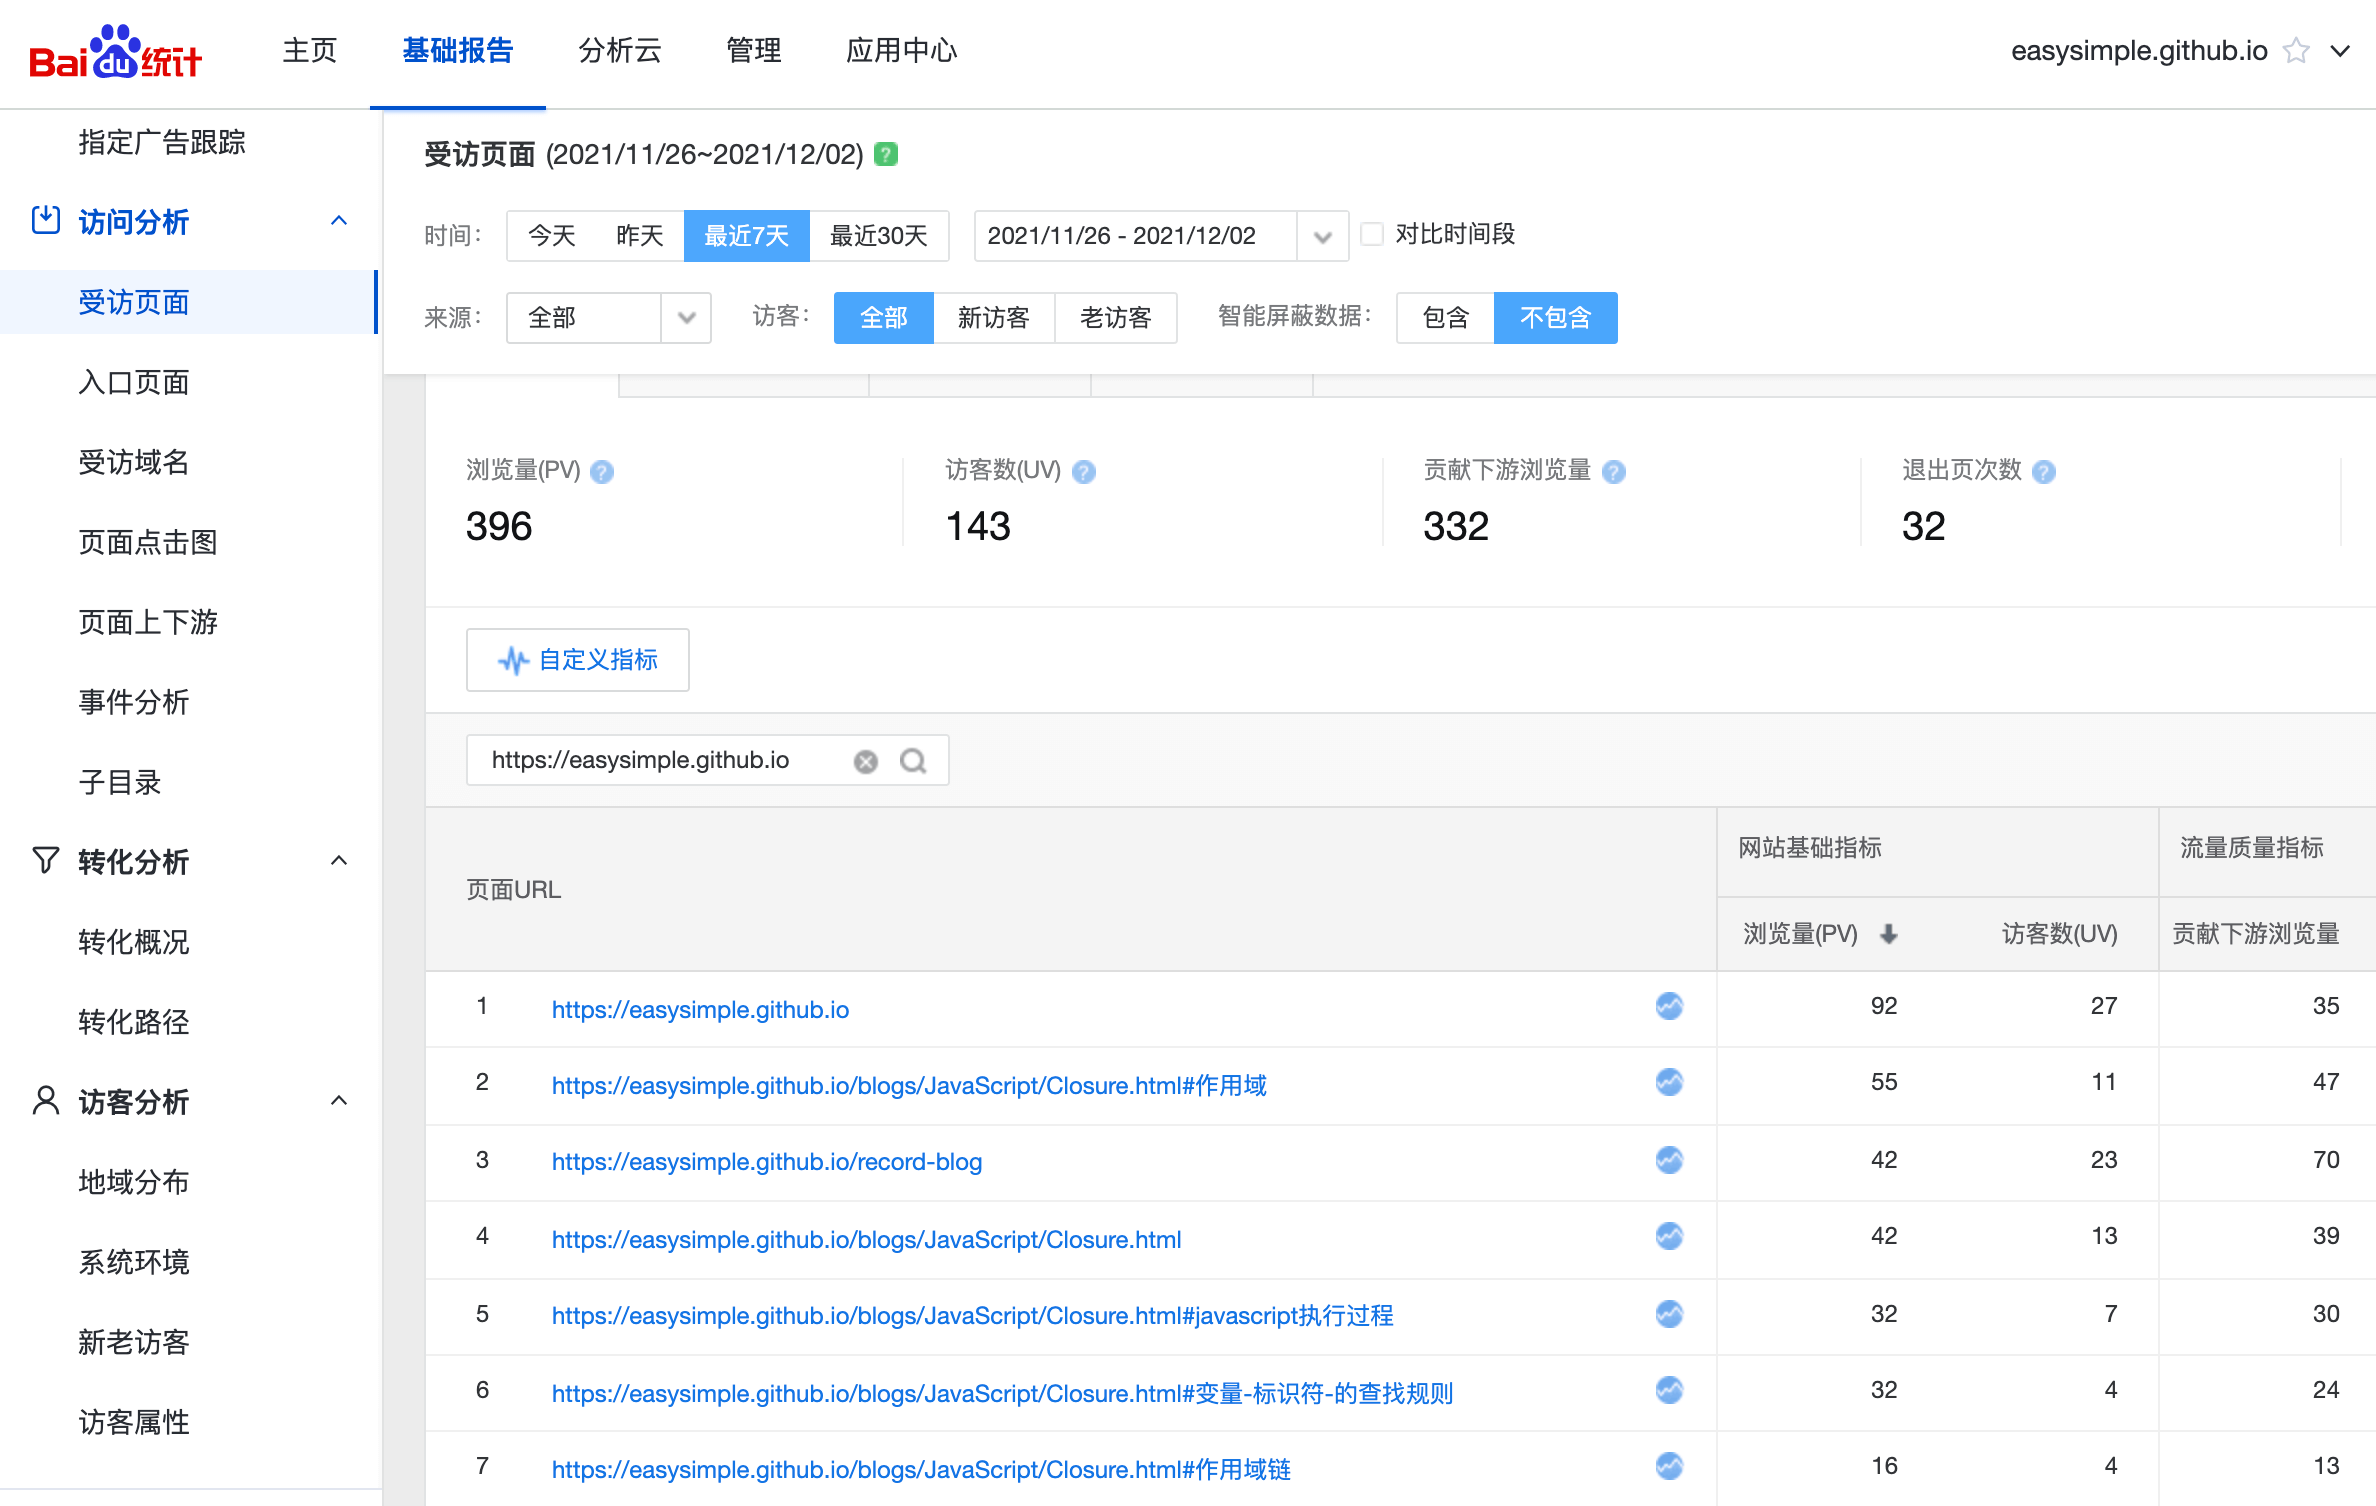 Bai du 统计
主页 基础报告 分析云 管理 应用中心
easysimple.github.io
指定广告跟踪
访问分析
受访页面
入口页面
受访域名
页面点击图
页面上下游
事件分析
子目录
转化分析
转化概况
转化路径
访客分析
地域分布
系统环境
新老访客
访客属性
受访页面 (2021/11/26~2021/12/02) ?
时间： 今天 昨天 最近7天 最近30天 2021/11/26 - 2021/12/02 对比时间段
来源： 全部 访客： 全部 新访客 老访客 智能屏蔽数据： 包含 不包含
浏览量(PV) ? 访客数(UV) ? 贡献下游浏览量 ? 退出页次数 ?
396 143 332 32
自定义指标
https://easysimple.github.io
网站基础指标 流量质量指标
页面URL
浏览量(PV) 访客数(UV) 贡献下游浏览量
1 https://easysimple.github.io 92 27 35
2 https://easysimple.github.io/blogs/JavaScript/Closure.html#作用域 55 11 47
3 https://easysimple.github.io/record-blog 42 23 70
4 https://easysimple.github.io/blogs/JavaScript/Closure.html 42 13 39
5 https://easysimple.github.io/blogs/JavaScript/Closure.html#javascript执行过程 32 7 30
6 https://easysimple.github.io/blogs/JavaScript/Closure.html#变量-标识符-的查找规则 32 4 24
7 https://easysimple.github.io/blogs/JavaScript/Closure.html#作用域链 16 4 13